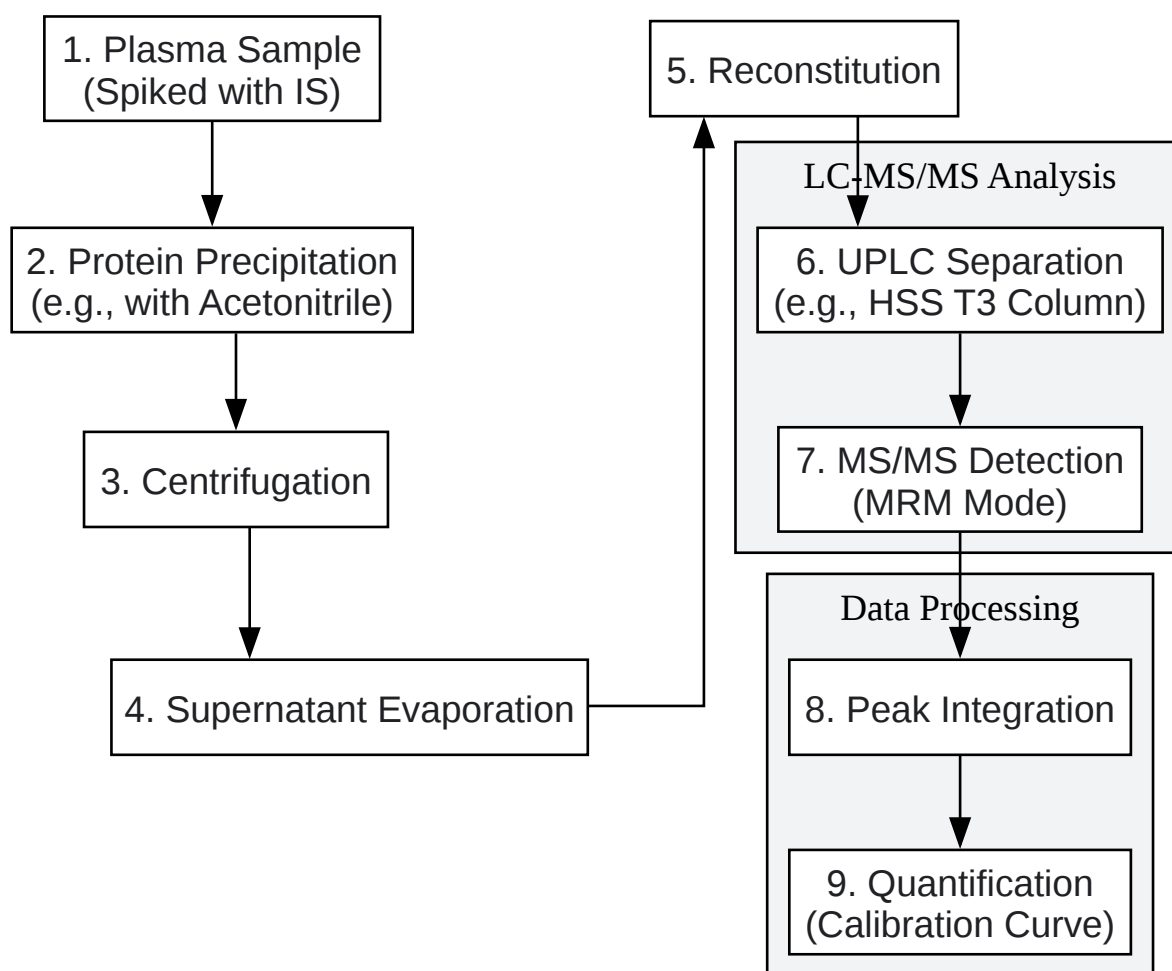 1. Plasma Sample
(Spiked with IS)
2. Protein Precipitation
(e.g., with Acetonitrile)
3. Centrifugation
4. Supernatant Evaporation
5. Reconstitution
LC-MS/MS Analysis
6. UPLC Separation
(e.g., HSS T3 Column)
7. MS/MS Detection
(MRM Mode)
Data Processing
8. Peak Integration
9. Quantification
(Calibration Curve)